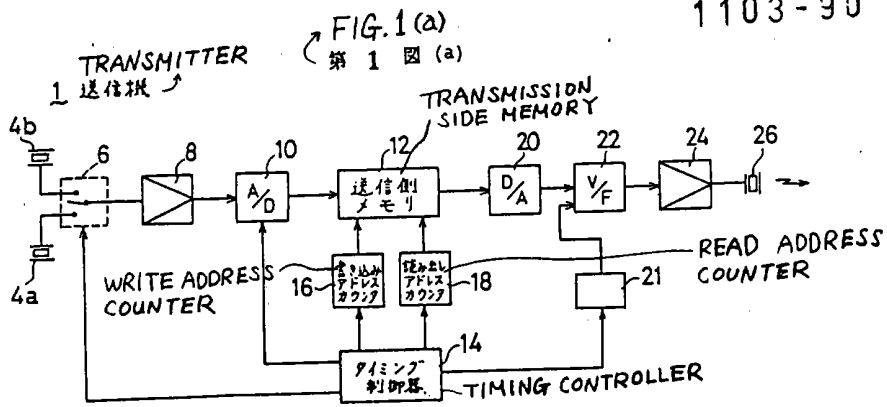 1103-90
FIG.1(a)
第 1 図 (a)
TRANSMITTER
1 送信機
TRANSMISSION
SIDE MEMORY
4b
6
8
10
12
20
22
24
26
A/D
送信側
メモリ
D/A
V/F
4a
WRITE ADDRESS
COUNTER
16
書き込み
アドレス
カウンタ
読み出し
アドレス
カウンタ
18
READ ADDRESS
COUNTER
21
14
タイミング
制御器
TIMING CONTROLLER